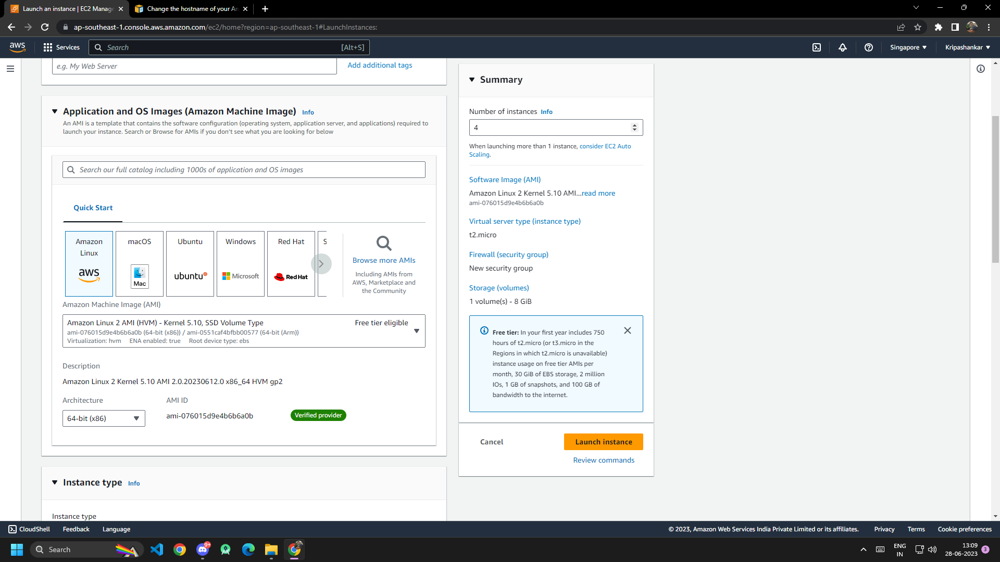 Launch an instance | EC2 Manage
Change the hostname of your An
ap-southeast-1.console.aws.amazon.com/ec2/home?region=ap-southeast-1#LaunchInstances:
aws
Services
Search
[Alt+S]
Singapore
Kripashankar
e.g. My Web Server
Add additional tags
Application and OS Images (Amazon Machine Image) Info
An AMI is a template that contains the software configuration (operating system, application server, and applications) required to
launch your instance. Search or Browse for AMIs if you don't see what you are looking for below
Search our full catalog including 1000s of application and OS images
Quick Start
Amazon
Linux
aws
macOS
Mac
Ubuntu
ubuntu
Windows
Microsoft
Red Hat
Red Hat
S
Browse more AMIs
Including AMIs from
AWS, Marketplace and
the Community
Amazon Machine Image (AMI)
Amazon Linux 2 AMI (HVM) - Kernel 5.10, SSD Volume Type
Free tier eligible
ami-076015d9e4b6b6a0b (64-bit (x86)) / ami-0551caf4bfbb00577 (64-bit (Arm))
Virtualization: hvm ENA enabled: true Root device type: ebs
Description
Amazon Linux 2 Kernel 5.10 AMI 2.0.20230612.0 x86_64 HVM gp2
Architecture
AMI ID
64-bit (x86)
ami-076015d9e4b6b6a0b
Verified provider
Instance type Info
Instance type
Summary
Number of instances Info
4
When launching more than 1 instance, consider EC2 Auto
Scaling.
Software Image (AMI)
Amazon Linux 2 Kernel 5.10 AMI...read more
ami-076015d9e4b6b6a0b
Virtual server type (instance type)
t2.micro
Firewall (security group)
New security group
Storage (volumes)
1 volume(s) - 8 GiB
Free tier: In your first year includes 750
hours of t2.micro (or t3.micro in the
Regions in which t2.micro is unavailable)
instance usage on free tier AMIs per
month, 30 GiB of EBS storage, 2 million
IOs, 1 GB of snapshots, and 100 GB of
bandwidth to the internet.
Cancel
Launch instance
Review commands
CloudShell
Feedback
Language
© 2023, Amazon Web Services India Private Limited or its affiliates.
Privacy
Terms
Cookie preferences
Search
9+
ENG
IN
13:09
28-06-2023
3